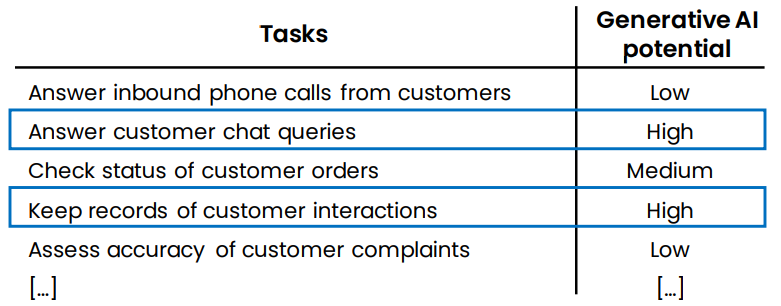 Tasks Generative AI
potential
Answer inbound phone calls from customers Low
Answer customer chat queries High
Check status of customer orders Medium
Keep records of customer interactions High
Assess accuracy of customer complaints Low
[...] [...]